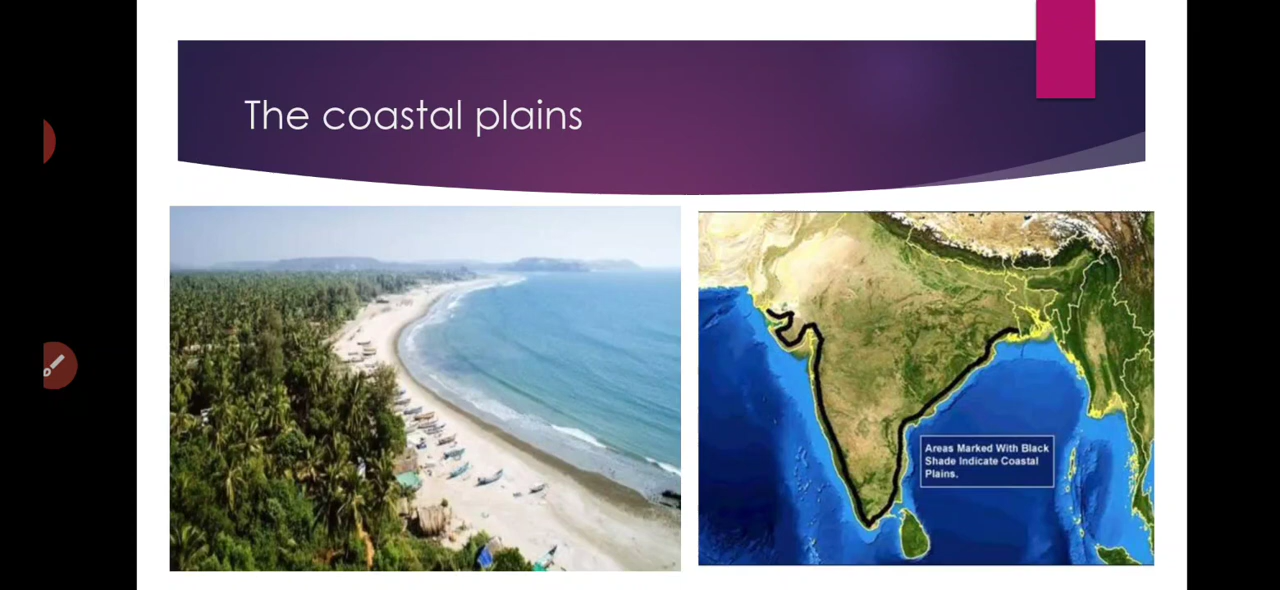 The coastal plains
Areas Marked With Black
Shade Indicate Coastal
Plains.